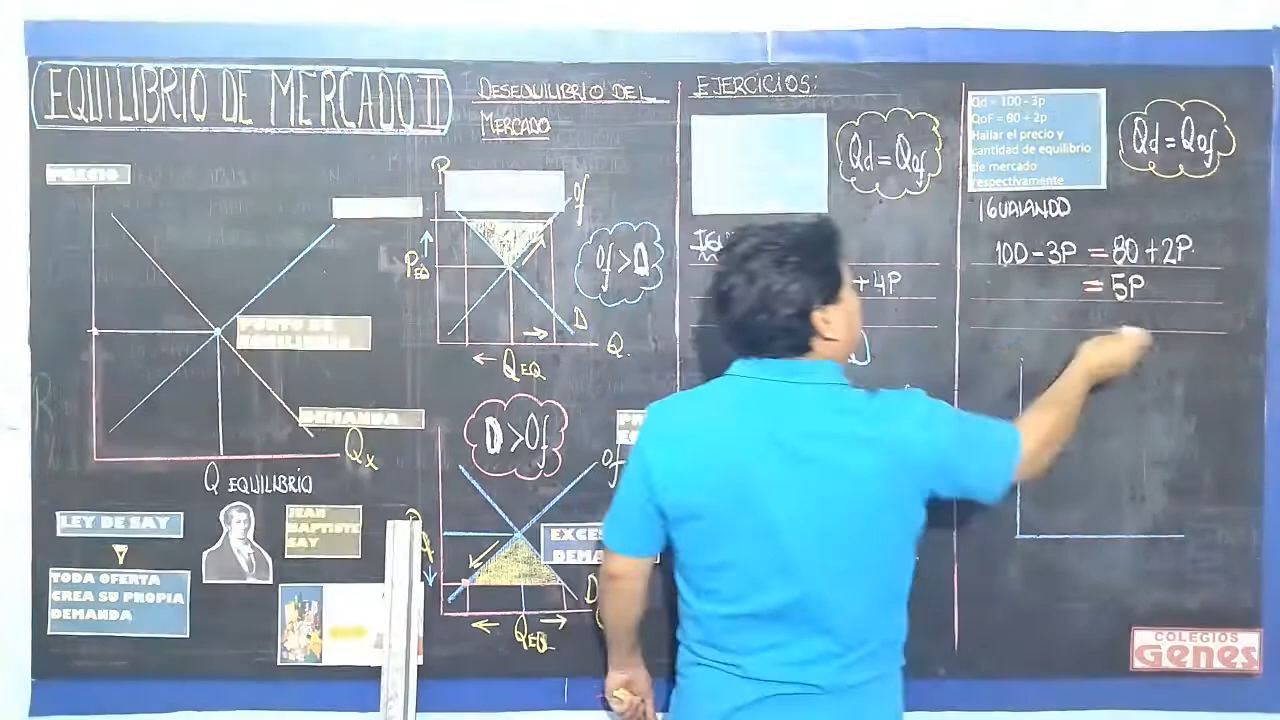 EQUILIBRIO DE MERCADO II
PRECIO
PUNTO DE
EQUILIBRIO
DEMANDA
Qx
Q EQUILIBRIO
LEY DE SAY
TODA OFERTA
CREA SU PROPIA
DEMANDA
JEAN
BAPTISTE
SAY
DESEQUILIBRIO DEL
MERCADO
P
Of
PEQ
Of > D
D
Q
← QEQ
D > Of
Of
D
← QEQ →
EJERCICIOS:
Qd = Qof
+4P
Qd = 100 - 3p
QoF = 80 + 2p
Hallar el precio y
cantidad de equilibrio
de mercado
respectivamente
Qd = Qof
IGUALANDO
100 - 3P = 80 + 2P
= 5P
COLEGIOS
Genes